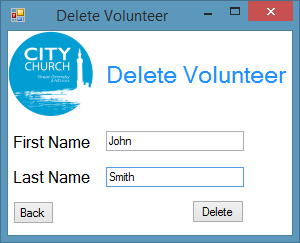 Delete Volunteer
CITY
CHURCH
Delete Volunteer
First Name John
Last Name Smith
Back Delete